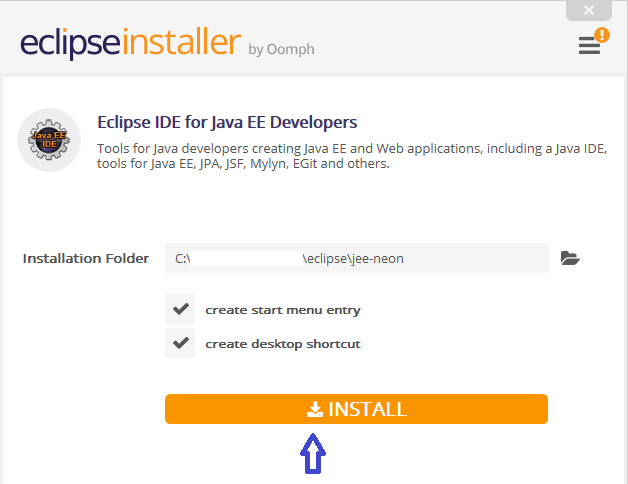 eclipseinstaller by Oomph
!
Java EE
IDE
Eclipse IDE for Java EE Developers
Tools for Java developers creating Java EE and Web applications, including a Java IDE,
tools for Java EE, JPA, JSF, Mylyn, EGit and others.
Installation Folder C:\ \eclipse\jee-neon
create start menu entry
create desktop shortcut
INSTALL